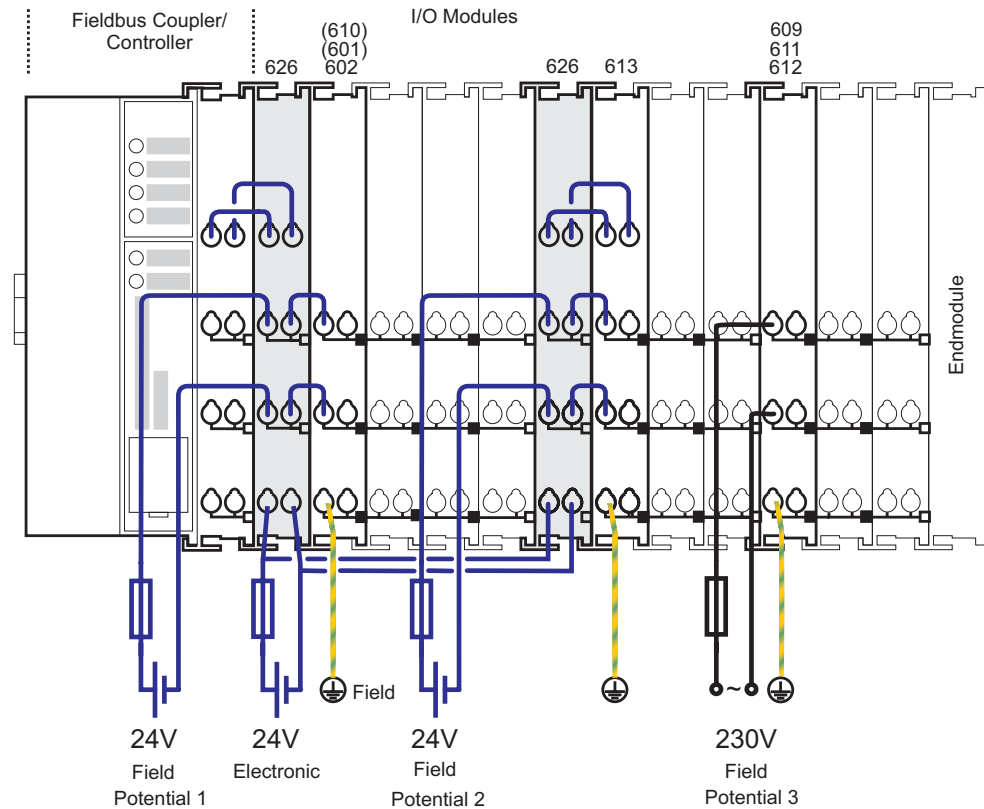 Fieldbus Coupler/
Controller
I/O Modules
626
(610)
(601)
602
626
613
609
611
612
Endmodule
Field
~
24V
Field
Potential 1
24V
Electronic
24V
Field
Potential 2
230V
Field
Potential 3